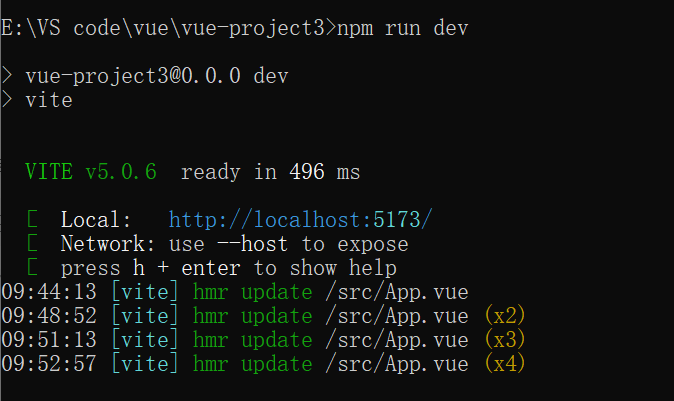 E:\VS code\vue\vue-project3>npm run dev
> vue-project3@0.0.0 dev
> vite
VITE v5.0.6  ready in 496 ms
[  Local:   http://localhost:5173/
[  Network: use --host to expose
[  press h + enter to show help
09:44:13 [vite] hmr update /src/App.vue
09:48:52 [vite] hmr update /src/App.vue (x2)
09:51:13 [vite] hmr update /src/App.vue (x3)
09:52:57 [vite] hmr update /src/App.vue (x4)